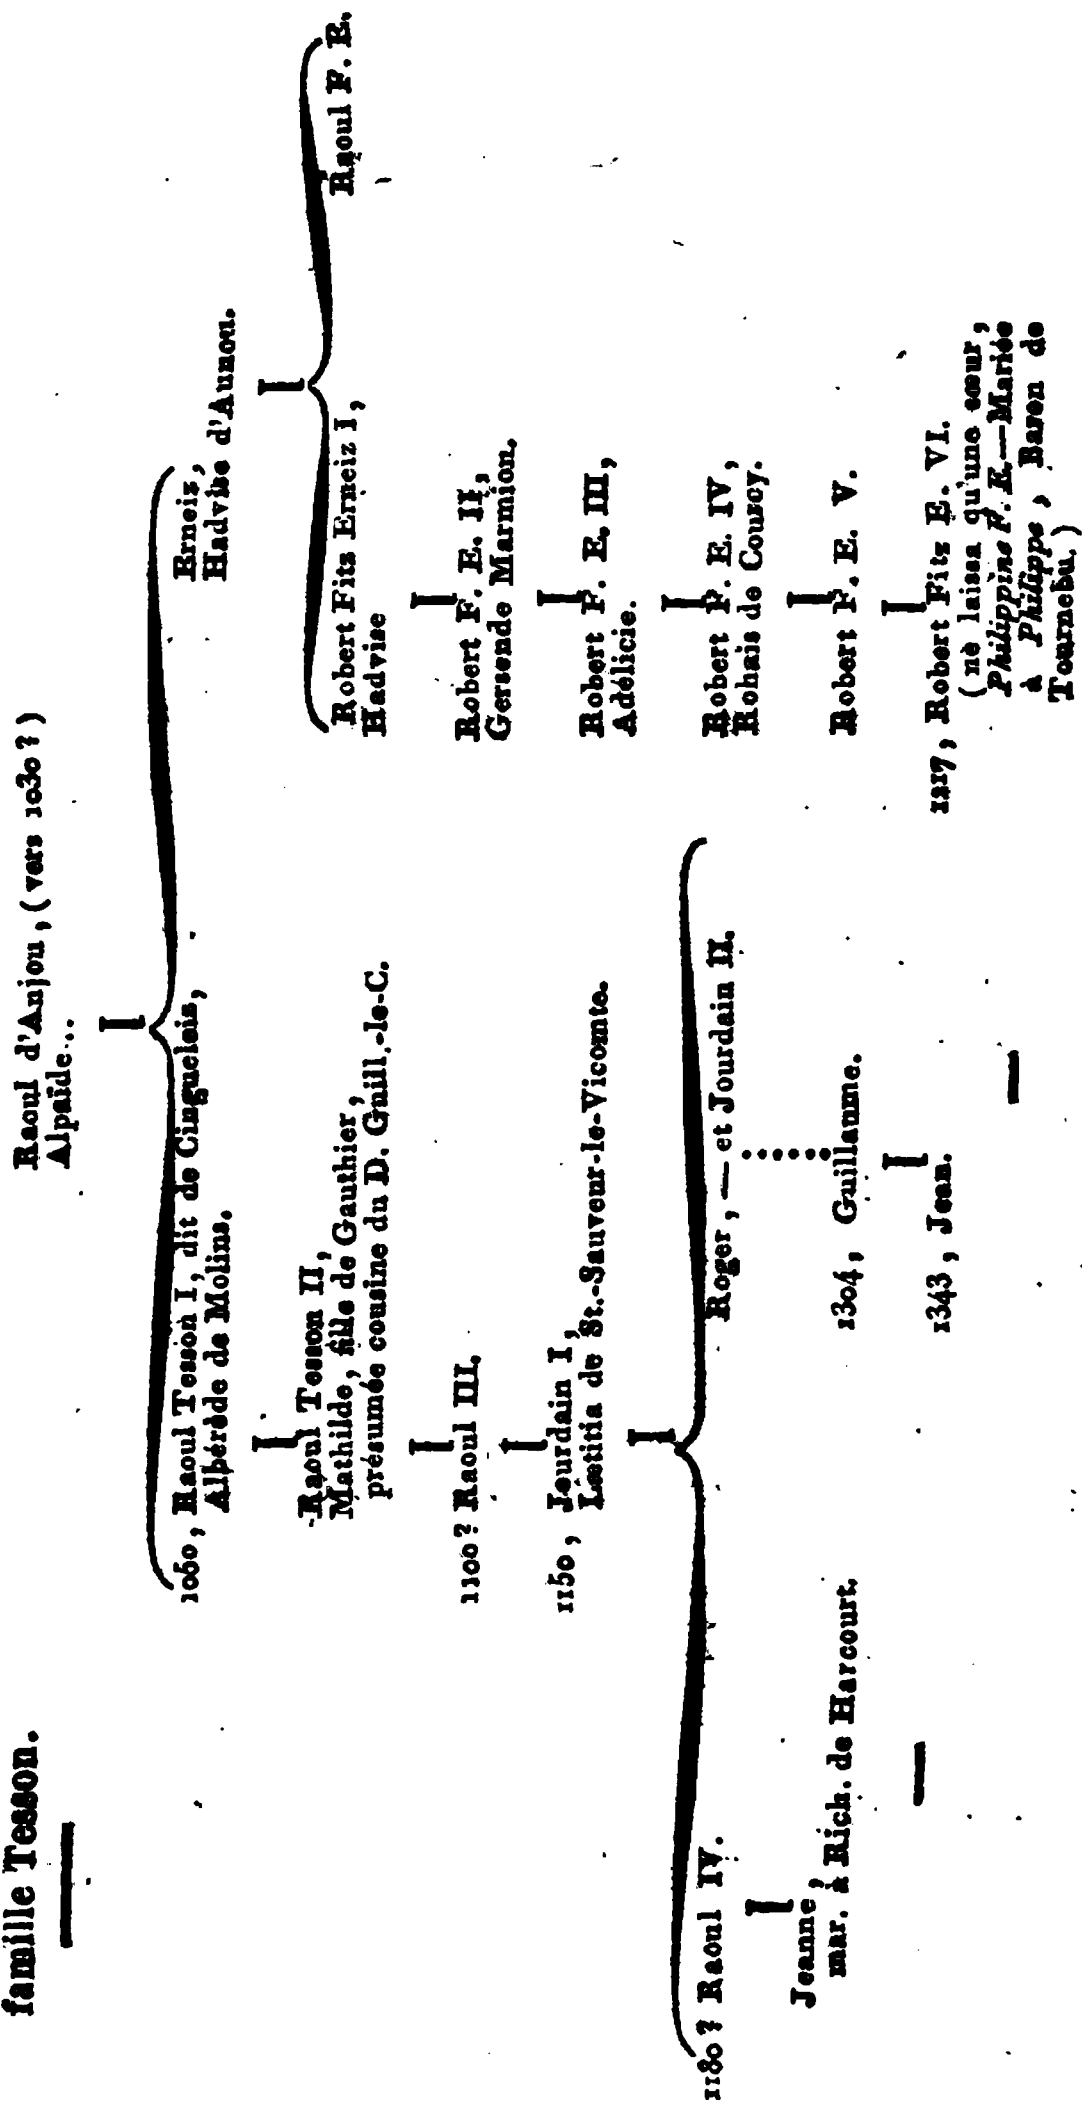 famille Tesson.
Raoul d'Anjou, (vers 1030?)
Alpaïde...
1060, Raoul Tesson I, dit de Cinguelais,
Albérède de Molins.
Raoul Tesson II,
Mathilde, fille de Gauthier,
présumée cousine du D. Guill.-le-C.
1100? Raoul III.
1150, Jourdain I,
Lœtitia de St.-Sauveur-le-Vicomte.
1180? Raoul IV.
Jeanne,
mar. à Rich. de Harcourt.
Roger, — et Jourdain II.
1304, Guillaume.
1343, Jean.
Erneis,
Hadvise d'Aunou.
Robert Fitz Erneiz I,
Hadvise
Raoul F. E.
Robert F. E. II,
Gersende Marmion.
Robert F. E. III,
Adélicie.
Robert F. E. IV,
Rohais de Courcy.
Robert F. E. V.
1217, Robert Fitz E. VI.
(ne laissa qu'une sœur,
Philippine F. E.—Mariée
à Philippe, Baron de
Tournebu.)